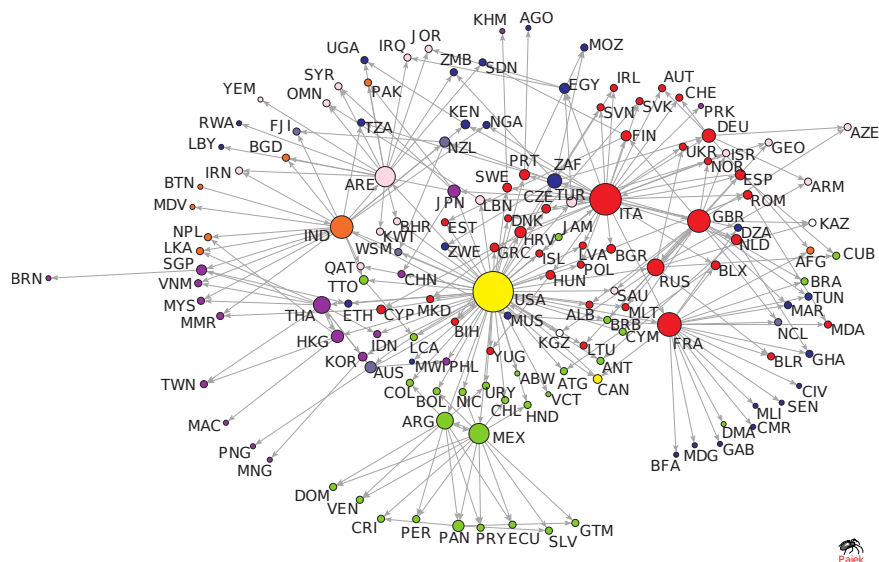 KHM
AGO
JOR
IRQ
UGA
ZMB
SDN
MOZ
EGY
SYR
PAK
OMN
YEM
IRL
AUT
CHE
SVN
SVK
PRK
RWA
FJI
TZA
KEN
NGA
FIN
DEU
AZE
LBY
BGD
NZL
UKR
ISR
GEO
PRT
ZAF
NOR
IRN
ARE
SWE
ESP
BTN
JPN
CZE
TUR
ITA
ARM
MDV
LBN
ROM
BHR
DNK
JAM
GBR
NPL
IND
KWT
EST
HRV
DZA
KAZ
LKA
WSM
ZWE
GRC
ISL
LVA
BGR
NLD
SGP
QAT
CHN
HUN
POL
RUS
BLX
AFG
CUB
BRN
VNM
TTO
USA
SAU
BRA
MYS
THA
ETH
CYP
MKD
MUS
ALB
MLT
TUN
MMR
BIH
BRB
MAR
HKG
IDN
LCA
KGZ
CYM
FRA
NCL
MDA
KOR
YUG
LTU
AUS
MWI
PHL
ANT
BLR
GHA
TWN
COL
ABW
ATG
CAN
BOL
NIC
URY
CHL
VCT
CIV
MAC
ARG
HND
MLI
SEN
MEX
DMA
CMR
PNG
MNG
BFA
MDG
GAB
DOM
VEN
CRI
PER
PAN
PRY
ECU
SLV
GTM
Pajek